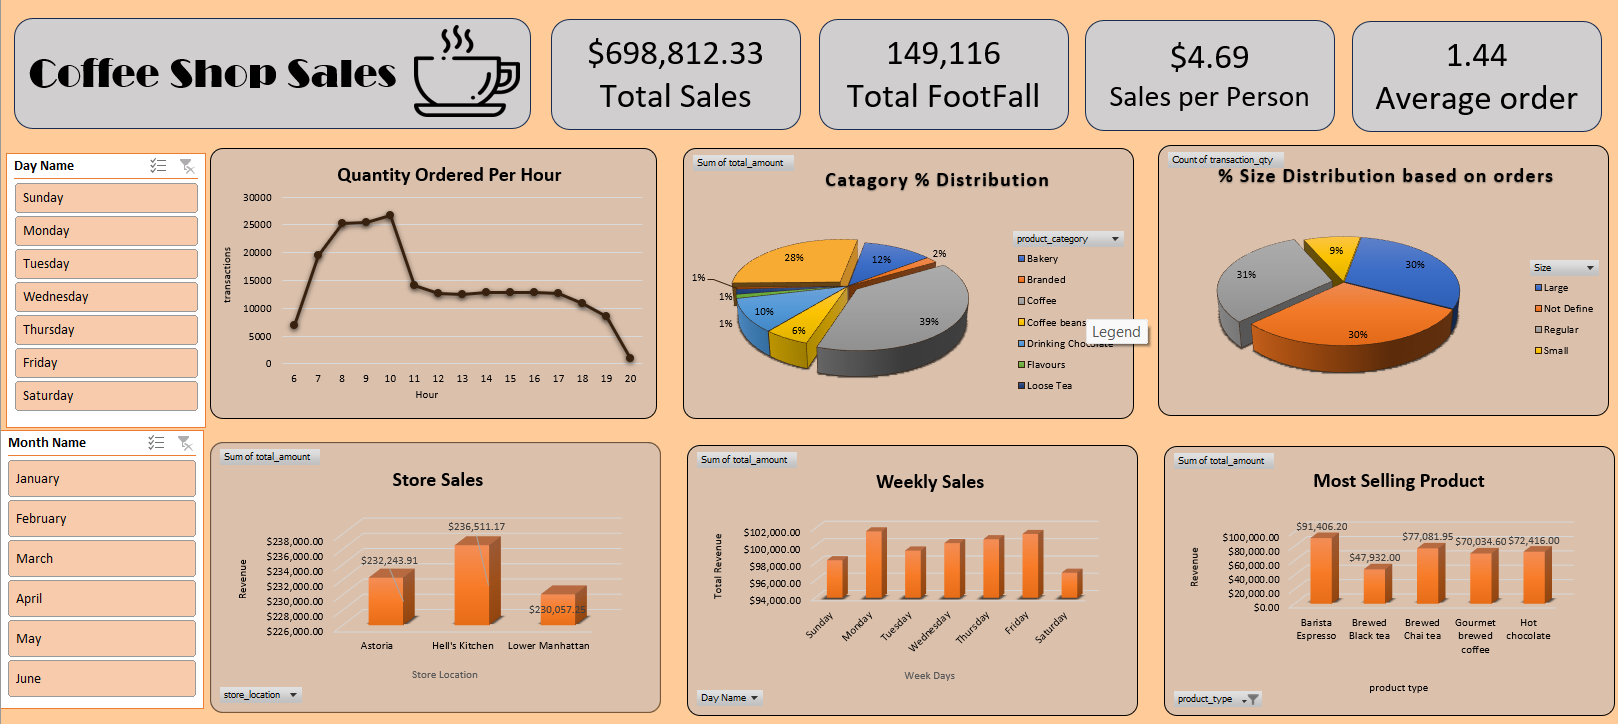 Coffee Shop Sales
$698,812.33
Total Sales
149,116
Total FootFall
$4.69
Sales per Person
1.44
Average order
Day Name
Sunday
Monday
Tuesday
Wednesday
Thursday
Friday
Saturday
Month Name
January
February
March
April
May
June
Quantity Ordered Per Hour
transactions
30000
25000
20000
15000
10000
5000
0
6 7 8 9 10 11 12 13 14 15 16 17 18 19 20
Hour
Sum of total_amount
Catagory % Distribution
28%
12%
2%
39%
6%
10%
1%
1%
1%
product_category
Bakery
Branded
Coffee
Coffee beans
Drinking Chocolate
Flavours
Loose Tea
Legend
Count of transaction_qty
% Size Distribution based on orders
9%
30%
31%
30%
Size
Large
Not Define
Regular
Small
Sum of total_amount
Store Sales
Revenue
$238,000.00
$236,000.00
$234,000.00
$232,000.00
$230,000.00
$228,000.00
$226,000.00
$232,243.91
$236,511.17
$230,057.25
Astoria Hell's Kitchen Lower Manhattan
Store Location
store_location
Sum of total_amount
Weekly Sales
Total Revenue
$102,000.00
$100,000.00
$98,000.00
$96,000.00
$94,000.00
Sunday Monday Tuesday Wednesday Thursday Friday Saturday
Week Days
Day Name
Sum of total_amount
Most Selling Product
Revenue
$100,000.00
$80,000.00
$60,000.00
$40,000.00
$20,000.00
$0.00
$91,406.20
$47,932.00
$77,081.95
$70,034.60
$72,416.00
Barista Espresso
Brewed Black tea
Brewed Chai tea
Gourmet brewed coffee
Hot chocolate
product type
product_type